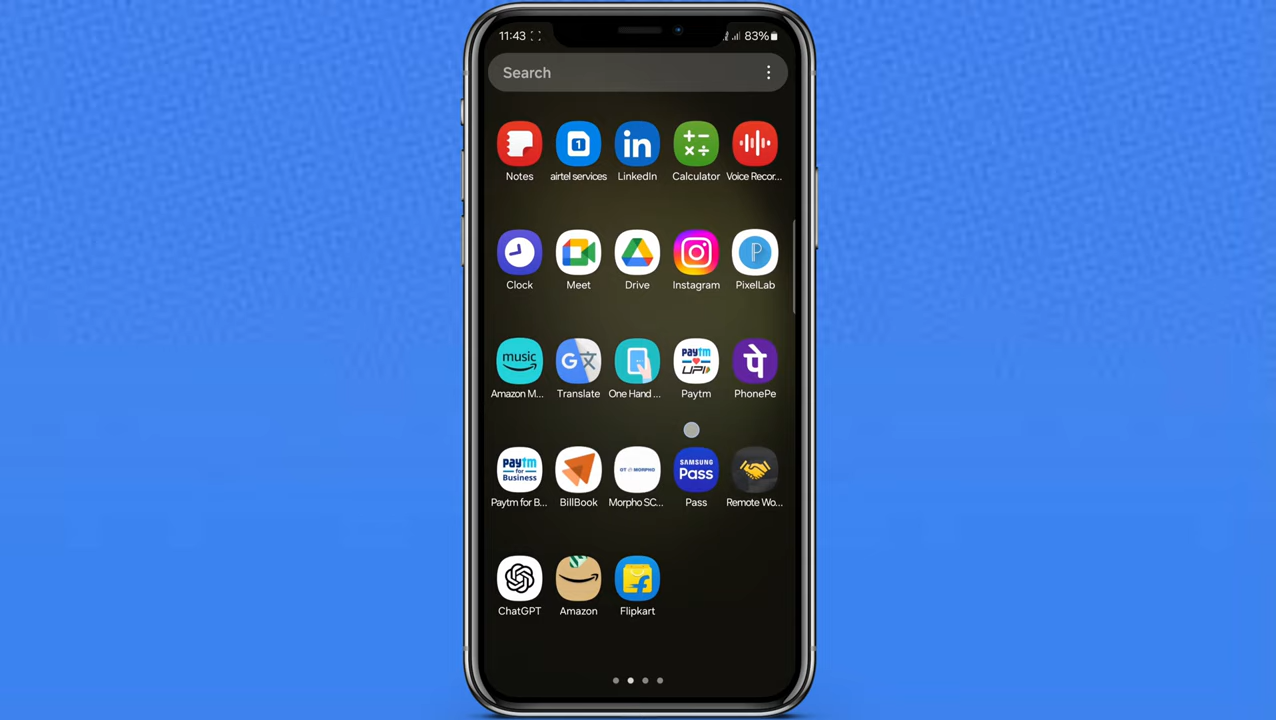 11:43 83%
Search
Notes airtel services LinkedIn Calculator Voice Recor...
Clock Meet Drive Instagram PixelLab
music
paytm
UPI
पे
Amazon M... Translate One Hand ... Paytm PhonePe
paytm
for
Business
OT MORPHO
SAMSUNG
Pass
Paytm for B... BillBook Morpho SC... Pass Remote Wo...
ChatGPT Amazon Flipkart